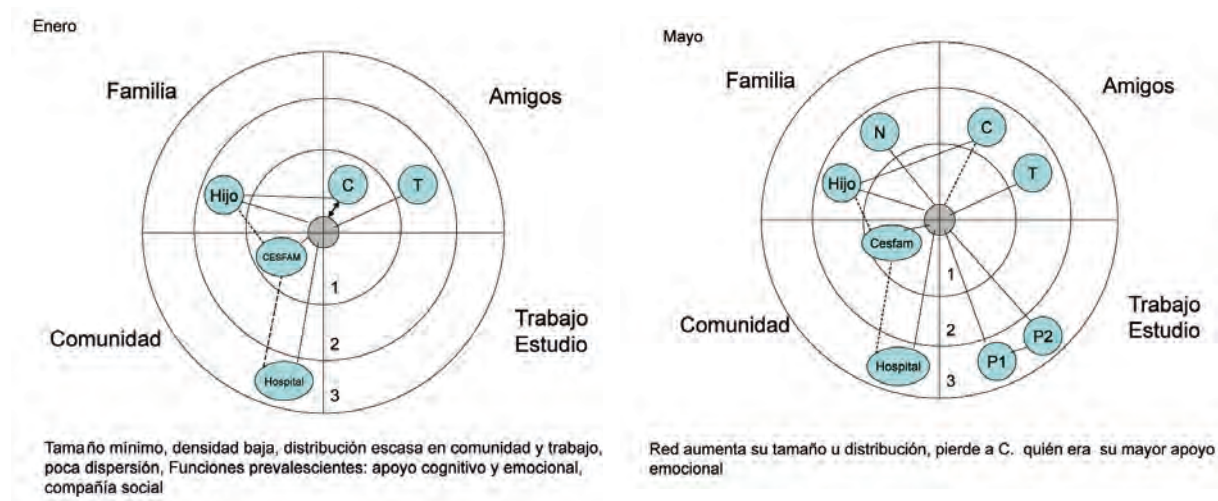 Enero
Familia
Amigos
Hijo
C
T
CESFAM
1
Comunidad
Trabajo
Estudio
2
Hospital
3
Tamaño mínimo, densidad baja, distribución escasa en comunidad y trabajo,
poca dispersión, Funciones prevalescientes: apoyo cognitivo y emocional,
compañía social
Mayo
Familia
Amigos
N
C
Hijo
T
Cesfam
1
Comunidad
Trabajo
Estudio
2
P1
P2
Hospital
3
Red aumenta su tamaño u distribución, pierde a C. quién era su mayor apoyo
emocional